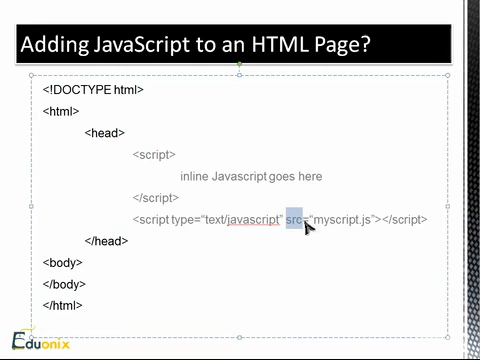 Adding JavaScript to an HTML Page?
<!DOCTYPE html>
<html>
<head>
<script>
inline Javascript goes here
</script>
<script type=“text/javascript” src=“myscript.js”></script>
</head>
<body>
</body>
</html>
Eduonix